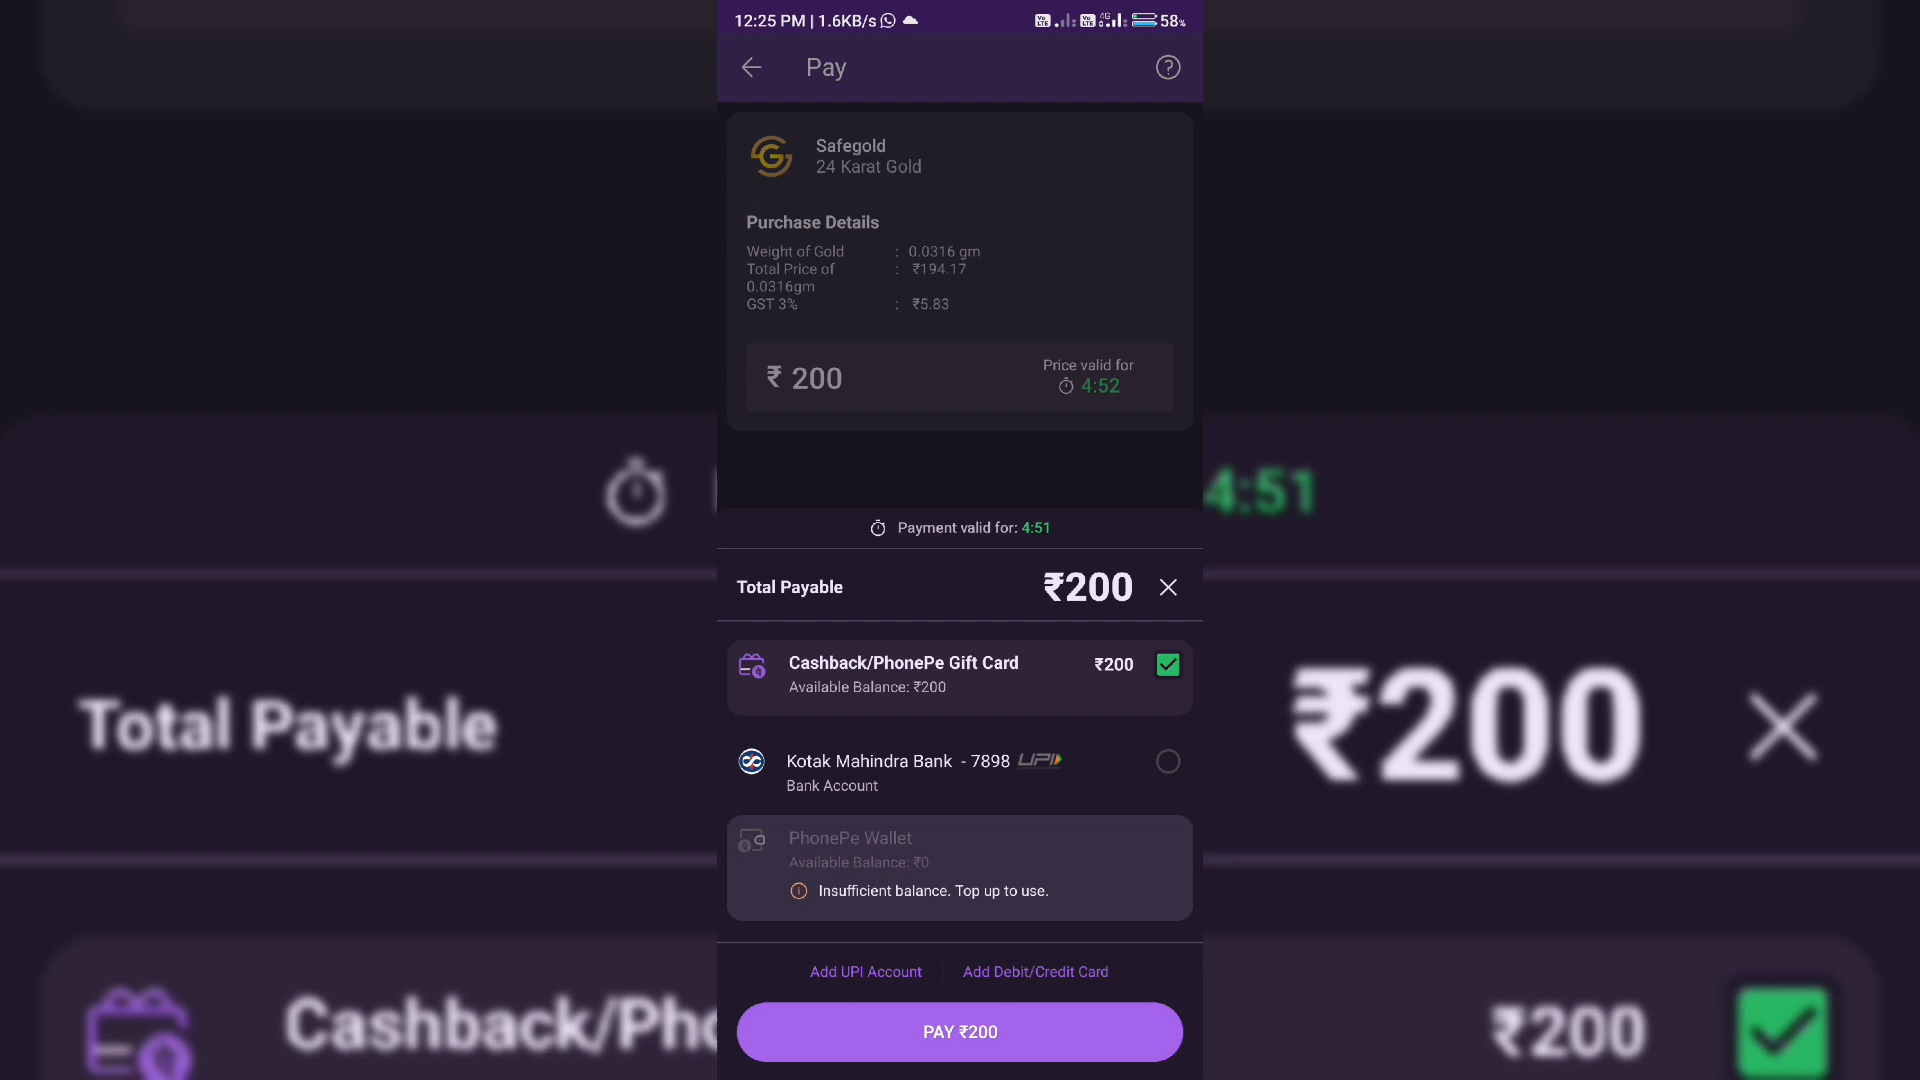 12:25 PM | 1.6KB/s 58%
Pay
Safegold
24 Karat Gold
Purchase Details
Weight of Gold : 0.0316 gm
Total Price of : ₹194.17
0.0316gm
GST 3% : ₹5.83
₹ 200
Price valid for
4:52
4:51
Payment valid for: 4:51
Total Payable ₹200
Total Payable ₹200
Cashback/PhonePe Gift Card ₹200
Available Balance: ₹200
Kotak Mahindra Bank - 7898 UPI
Bank Account
PhonePe Wallet
Available Balance: ₹0
Insufficient balance. Top up to use.
Add UPI Account Add Debit/Credit Card
Cashback/Pho ₹200
PAY ₹200